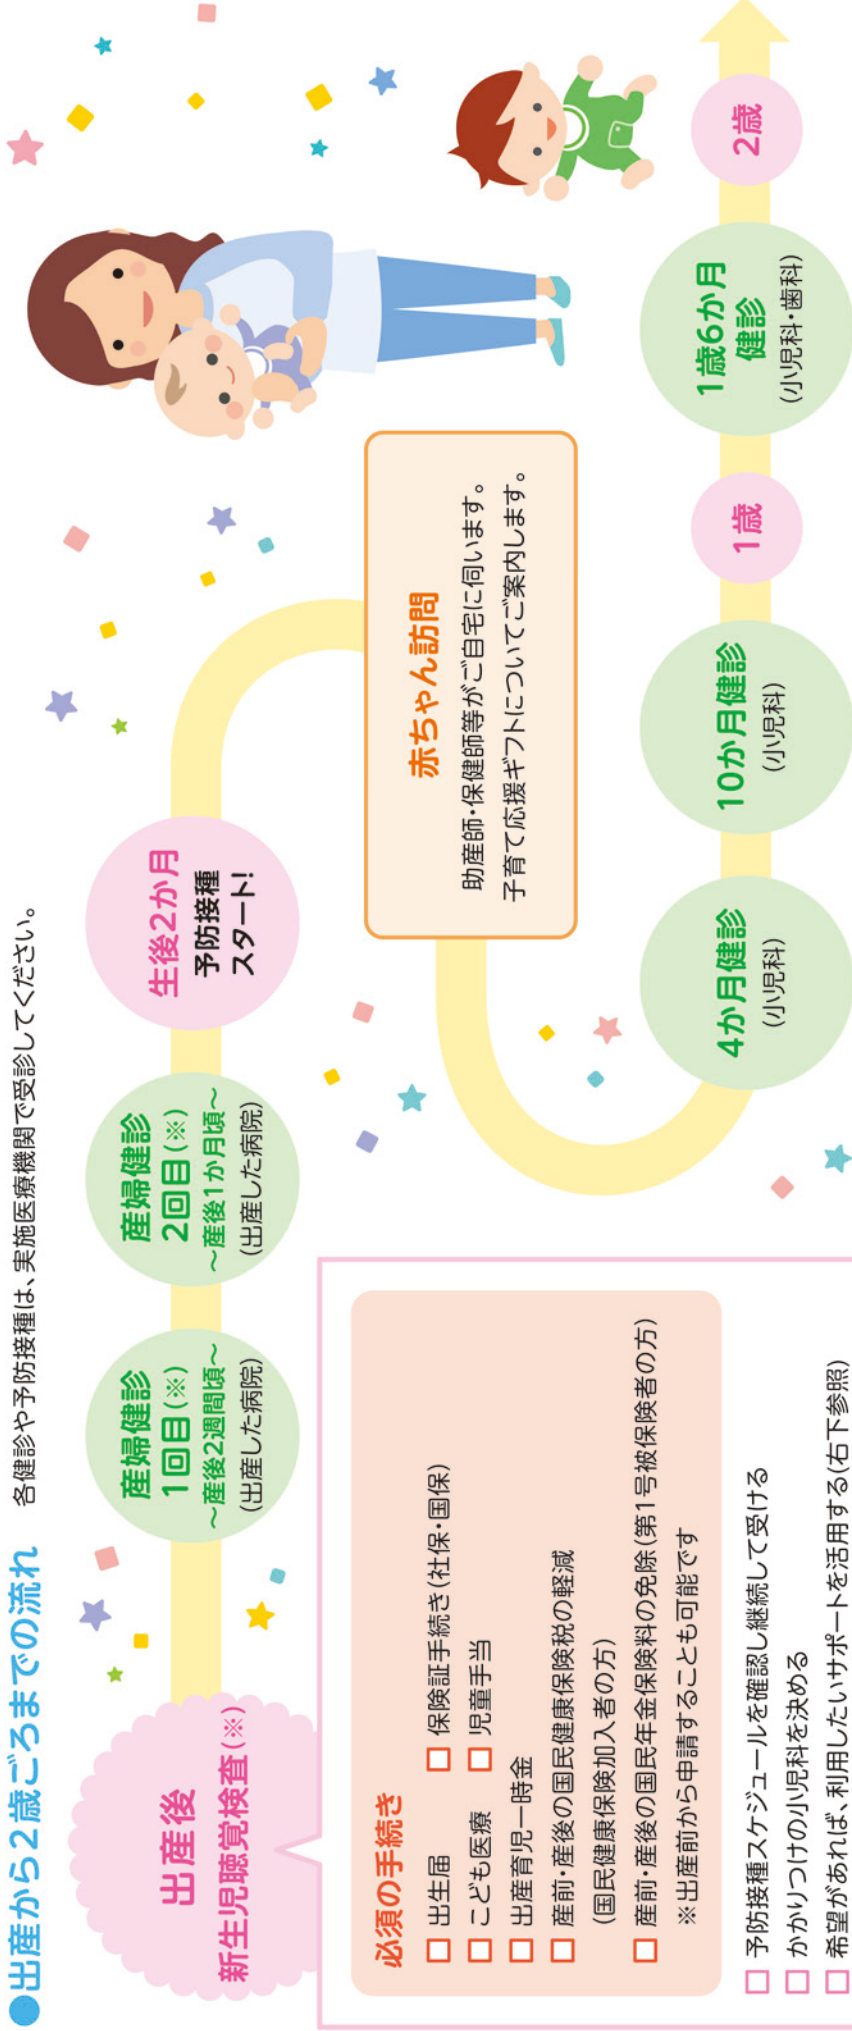 ●出産から2歳ごろまでの流れ 各健診や予防接種は、実施医療機関で受診してください。
出産後
新生児聴覚検査(※)
産婦健診
1回目(※)
～産後2週間頃～
(出産した病院)
産婦健診
2回目(※)
～産後1か月頃～
(出産した病院)
生後2か月
予防接種
スタート!
赤ちゃん訪問
助産師・保健師等がご自宅に伺います。
子育て応援ギフトについてご案内します。
4か月健診
(小児科)
10か月健診
(小児科)
1歳
1歳6か月
健診
(小児科・歯科)
2歳
必須の手続き
□ 出生届 □ 保険証手続き(社保・国保)
□ こども医療 □ 児童手当
□ 出産育児一時金
□ 産前・産後の国民健康保険税の軽減
(国民健康保険加入者の方)
□ 産前・産後の国民年金保険料の免除(第1号被保険者の方)
※出産前から申請することも可能です
□ 予防接種スケジュールを確認し継続して受ける
□ かかりつけの小児科を決める
□ 希望があれば、利用したいサポートを活用する(右下参照)